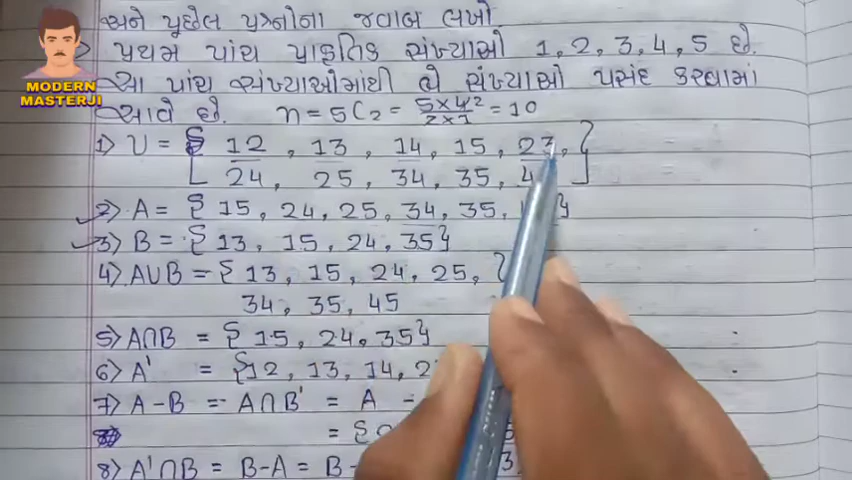 અને પૂછેલ પ્રશ્નોના જવાબ લખો
પ્રથમ પાંચ પ્રાકૃતિક સંખ્યાઓ 1, 2, 3, 4, 5 છે.
આ પાંચ સંખ્યાઓમાંથી બે સંખ્યાઓ પસંદ કરવામાં
આવે છે. n = 5C2 = 5×4 2 / 2×1 = 10
MODERN
MASTERJI
1) U = { 12, 13, 14, 15, 23, }
24, 25, 34, 35, 4
2) A = { 15, 24, 25, 34, 35, }
3) B = { 13, 15, 24, 35}
4) A∪B = { 13, 15, 24, 25, }
34, 35, 45
5) A∩B = { 15, 24, 35}
6) A' = {12, 13, 14, 2
7) A - B = A∩B' = A -
= {
8) A'∩B = B-A = B-